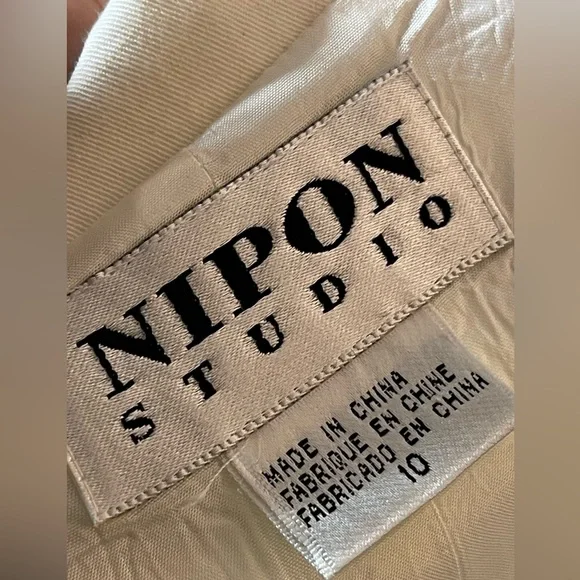 NIPON
STUDIO
MADE IN CHINA
FABRIQUE EN CHINE
FABRICADO EN CHINA
10